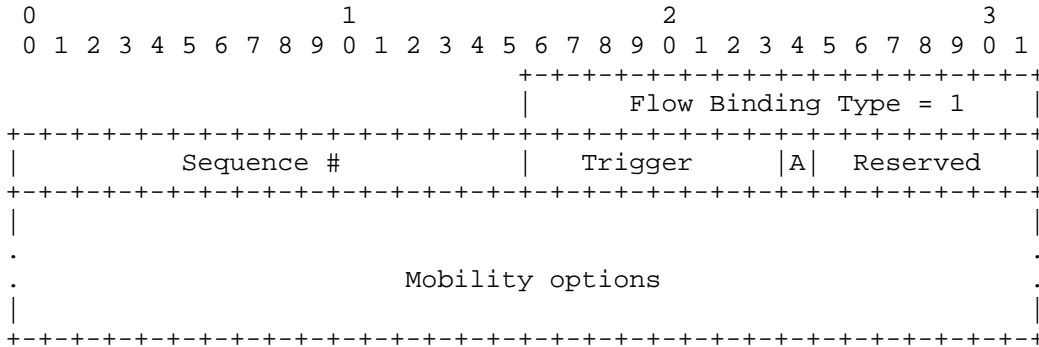 0                   1                   2                   3
0 1 2 3 4 5 6 7 8 9 0 1 2 3 4 5 6 7 8 9 0 1 2 3 4 5 6 7 8 9 0 1
+-+-+-+-+-+-+-+-+-+-+-+-+-+-+-+-+
|      Flow Binding Type = 1      |
+-+-+-+-+-+-+-+-+-+-+-+-+-+-+-+-+-+-+-+-+-+-+-+-+-+-+-+-+-+-+-+-+
|          Sequence #           |    Trigger    |A|  Reserved   |
+-+-+-+-+-+-+-+-+-+-+-+-+-+-+-+-+-+-+-+-+-+-+-+-+-+-+-+-+-+-+-+-+
|                                                               |
.                                                               .
.                        Mobility options                       .
|                                                               |
+-+-+-+-+-+-+-+-+-+-+-+-+-+-+-+-+-+-+-+-+-+-+-+-+-+-+-+-+-+-+-+-+